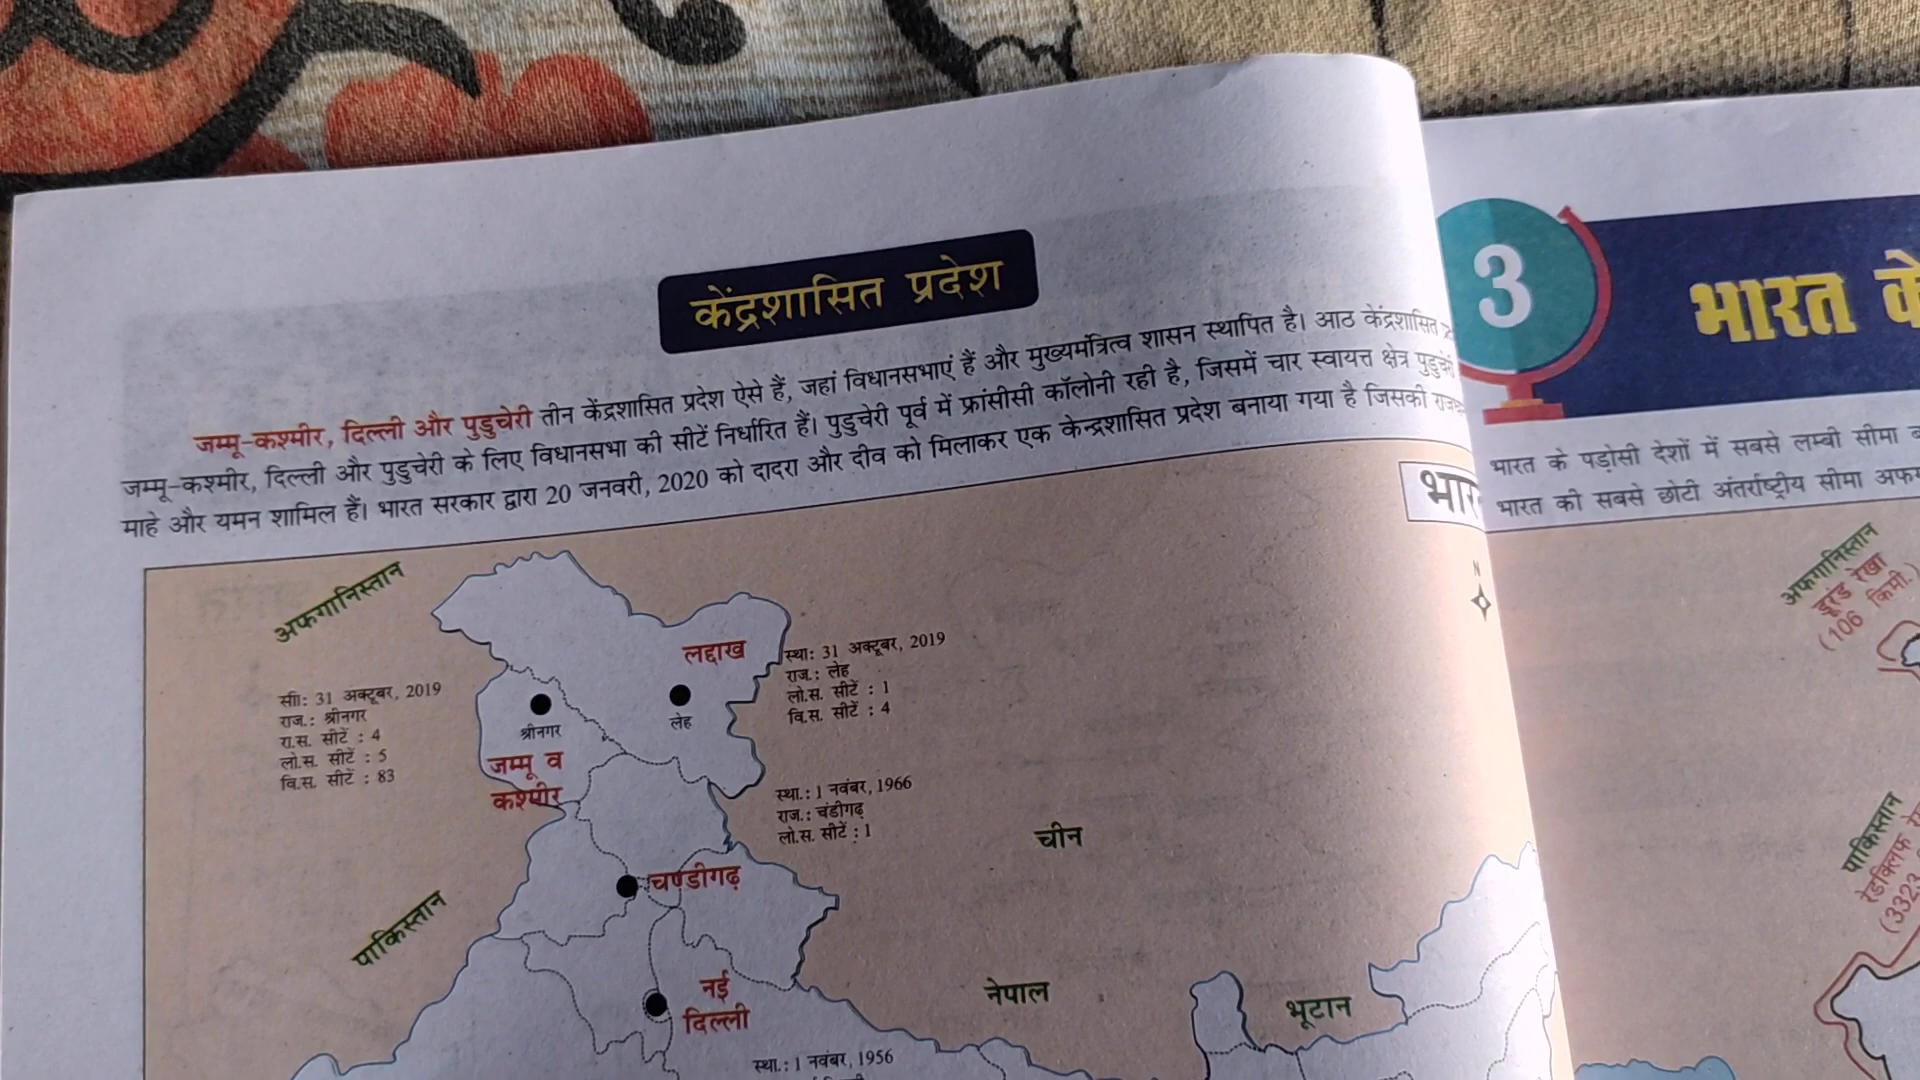 केंद्रशासित प्रदेश
जम्मू-कश्मीर, दिल्ली और पुडुचेरी तीन केंद्रशासित प्रदेश ऐसे हैं, जहां विधानसभाएं हैं और मुख्यमंत्रित्व शासन स्थापित है। आठ केंद्रशासित
जम्मू-कश्मीर, दिल्ली और पुडुचेरी के लिए विधानसभा की सीटें निर्धारित हैं। पुडुचेरी पूर्व में फ्रांसीसी कॉलोनी रही है, जिसमें चार स्वायत्त क्षेत्र पुडुचेरी
माहे और यमन शामिल हैं। भारत सरकार द्वारा 20 जनवरी, 2020 को दादरा और दीव को मिलाकर एक केन्द्रशासित प्रदेश बनाया गया है जिसकी
अफगानिस्तान
लद्दाख
स्था: 31 अक्टूबर, 2019
राज.: लेह
लो.स. सीटें : 1
वि.स. सीटें : 4
सी: 31 अक्टूबर, 2019
राज.: श्रीनगर
रा.स. सीटें : 4
लो.स. सीटें : 5
वि.स. सीटें : 83
श्रीनगर
लेह
जम्मू व
कश्मीर
स्था.: 1 नवंबर, 1966
राज.: चंडीगढ़
लो.स. सीटें : 1
चीन
चण्डीगढ़
पाकिस्तान
नई
दिल्ली
नेपाल
भूटान
स्था.: 1 नवंबर, 1956
N
3
भारत के
भारत के पड़ोसी देशों में सबसे लम्बी सीमा
भारत की सबसे छोटी अंतर्राष्ट्रीय सीमा
अफगानिस्तान
डूरंड रेखा
(106 किमी.)
पाकिस्तान
रेडक्लिफ
(3323